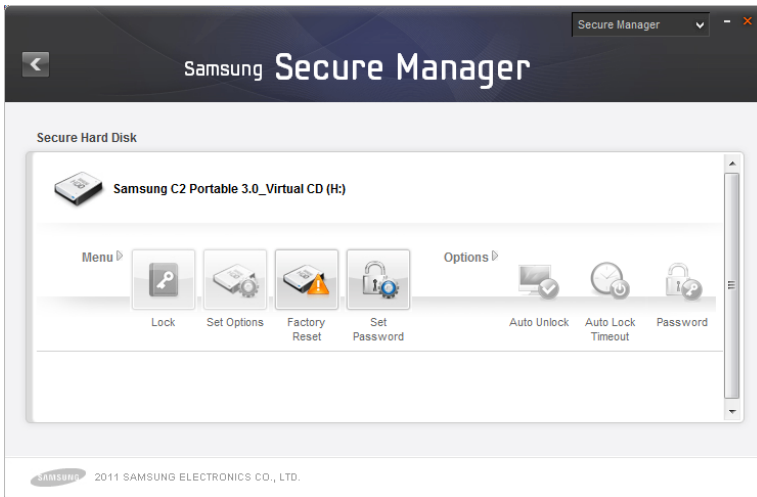 Secure Manager
Samsung Secure Manager
Secure Hard Disk
Samsung C2 Portable 3.0_Virtual CD (H:)
Menu
Options
Lock
Set Options
Factory Reset
Set Password
Auto Unlock
Auto Lock Timeout
Password
SAMSUNG 2011 SAMSUNG ELECTRONICS CO., LTD.